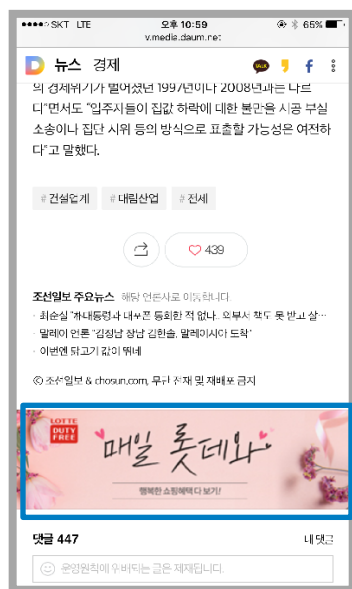 SKT LTE 오후 10:59 65%
v.media.daum.net
D 뉴스 경제 TALK f
의 경제위기가 벌어졌던 1997년이나 2008년과는 다르
다"면서도 "입주자들이 집값 하락에 대한 불만을 시공 부실
소송이나 집단 시위 등의 방식으로 표출할 가능성은 여전하
다"고 말했다.
# 건설업계 # 대림산업 # 전세
439
조선일보 주요뉴스 해당 언론사로 이동합니다
· 최순실 "朴대통령과 대포폰 통화한 적 없다.. 외부서 책도 못 받고 살…
· 말레이 언론 "김정남 장남 김한솔, 말레이시아 도착"
· 이번엔 닭고기 값이 뛰네
ⓒ 조선일보 & chosun.com, 무단 전재 및 재배포 금지
LOTTE
DUTY
FREE
매일 롯데와
행복한 쇼핑혜택 다 보기!
댓글 447 내 댓글
운영원칙에 위배되는 글은 제재됩니다.